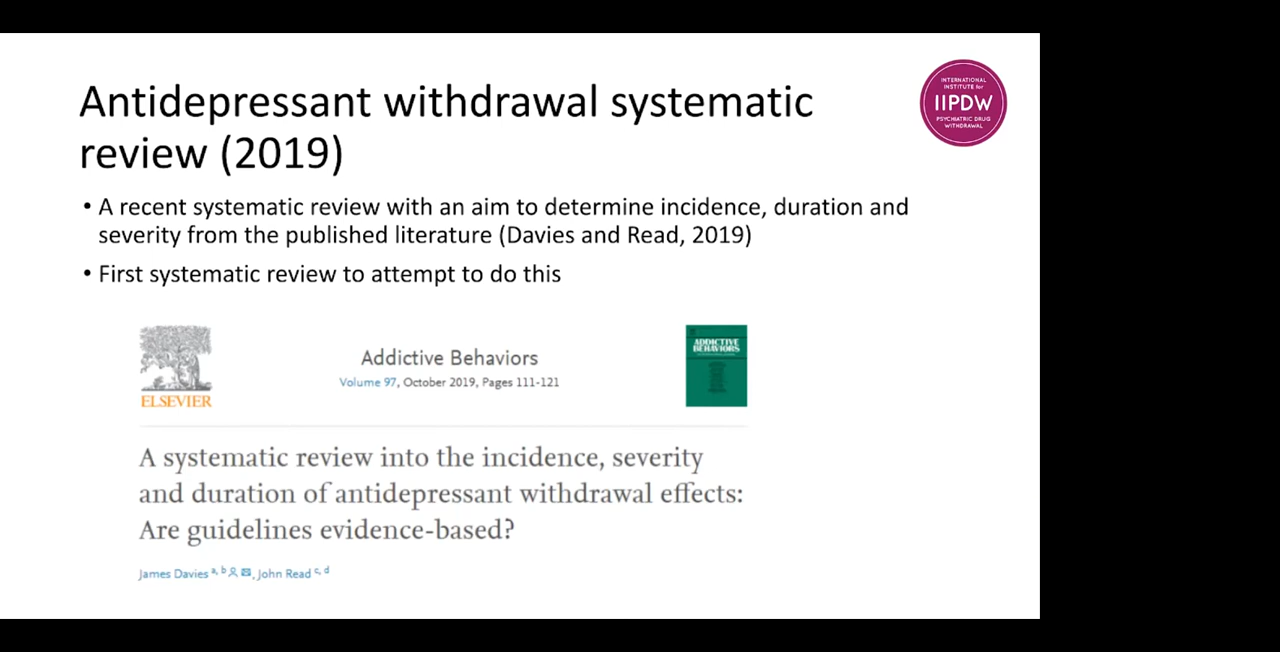 Antidepressant withdrawal systematic
review (2019)
INTERNATIONAL
INSTITUTE for
IIPDW
PSYCHIATRIC DRUG
WITHDRAWAL
• A recent systematic review with an aim to determine incidence, duration and
severity from the published literature (Davies and Read, 2019)
• First systematic review to attempt to do this
ELSEVIER
Addictive Behaviors
Volume 97, October 2019, Pages 111-121
ADDICTIVE
BEHAVIORS
A systematic review into the incidence, severity
and duration of antidepressant withdrawal effects:
Are guidelines evidence-based?
James Davies a, b, John Read c, d